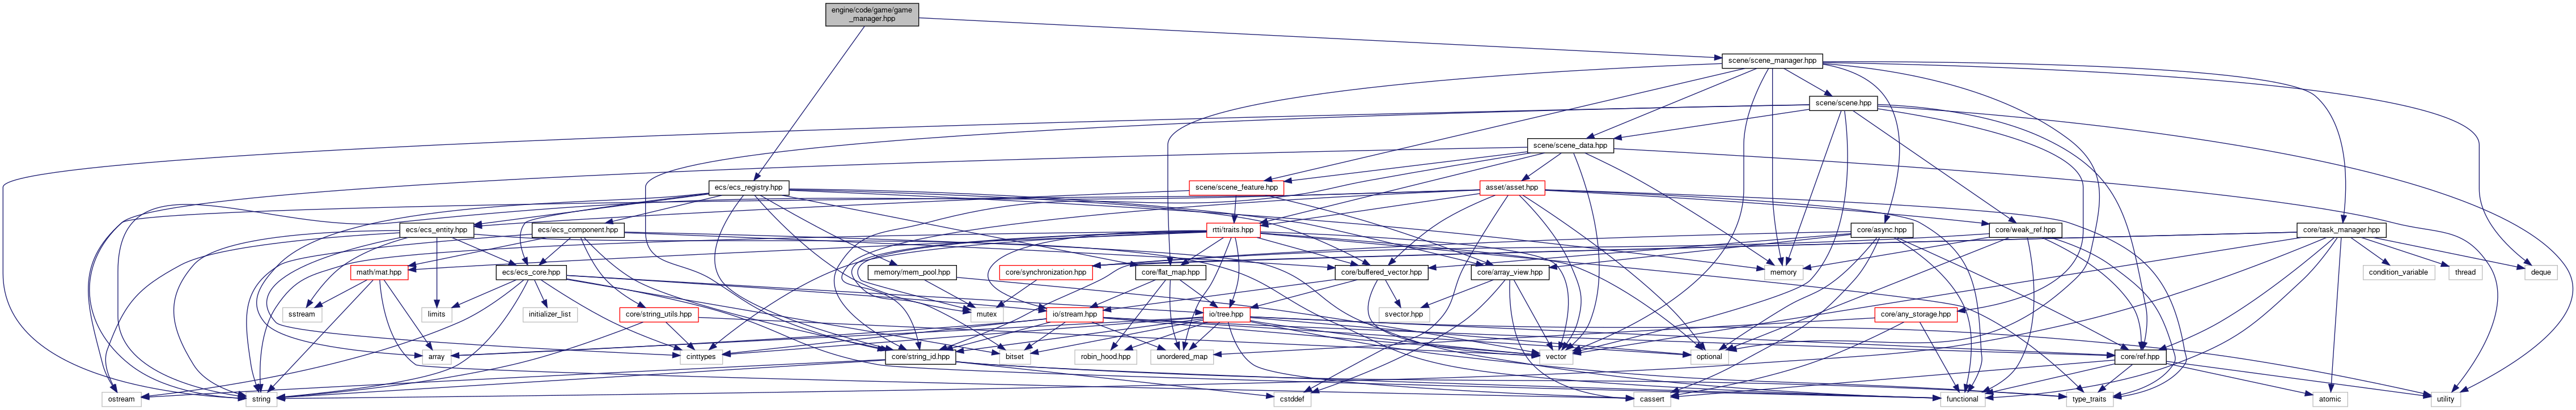 engine/code/game/game
_manager.hpp
scene/scene_manager.hpp
scene/scene.hpp
scene/scene_data.hpp
ecs/ecs_registry.hpp
scene/scene_feature.hpp
asset/asset.hpp
ecs/ecs_entity.hpp
ecs/ecs_component.hpp
rtti/traits.hpp
core/async.hpp
core/weak_ref.hpp
core/task_manager.hpp
math/mat.hpp
ecs/ecs_core.hpp
memory/mem_pool.hpp
core/synchronization.hpp
core/flat_map.hpp
core/buffered_vector.hpp
core/array_view.hpp
memory
condition_variable
thread
deque
sstream
limits
initializer_list
core/string_utils.hpp
mutex
io/stream.hpp
io/tree.hpp
svector.hpp
core/any_storage.hpp
array
cinttypes
core/string_id.hpp
bitset
robin_hood.hpp
unordered_map
vector
optional
core/ref.hpp
ostream
string
cstddef
cassert
functional
type_traits
atomic
utility